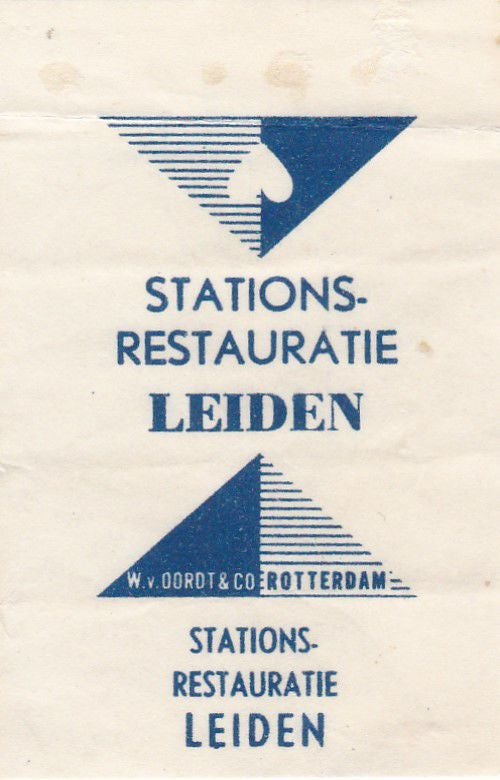 STATIONS-
RESTAURATIE
LEIDEN
W.v.OORDT & CO ROTTERDAM
STATIONS-
RESTAURATIE
LEIDEN